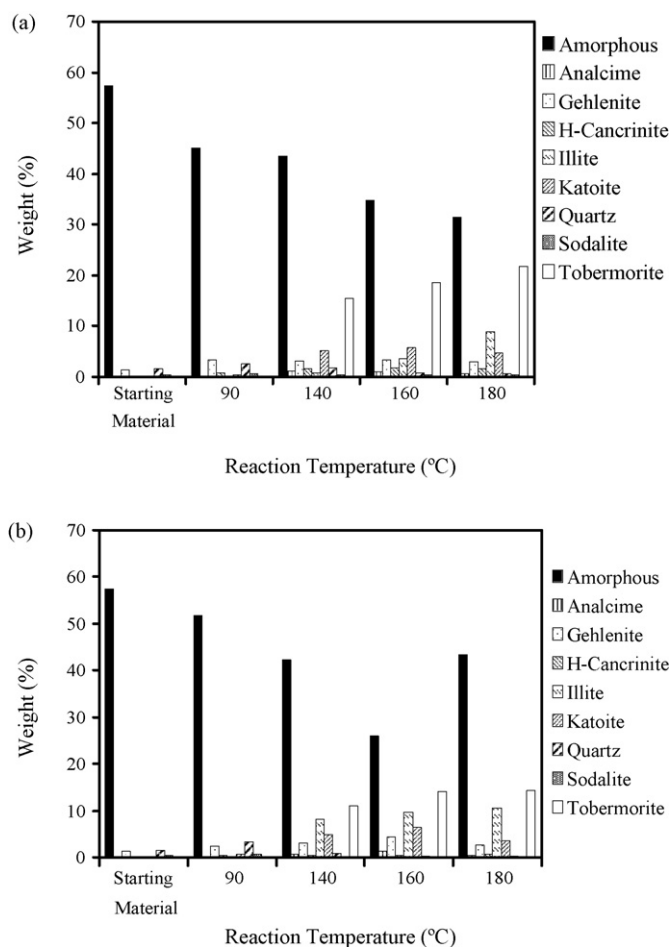 (a)
70
60
50
40
30
20
10
0
Weight (%)
Starting
Material
90
140
160
180
Reaction Temperature (ºC)
Amorphous
Analcime
Gehlenite
H-Cancrinite
Illite
Katoite
Quartz
Sodalite
Tobermorite
(b)
70
60
50
40
30
20
10
0
Weight (%)
Starting
Material
90
140
160
180
Reaction Temperature (ºC)
Amorphous
Analcime
Gehlenite
H-Cancrinite
Illite
Katoite
Quartz
Sodalite
Tobermorite